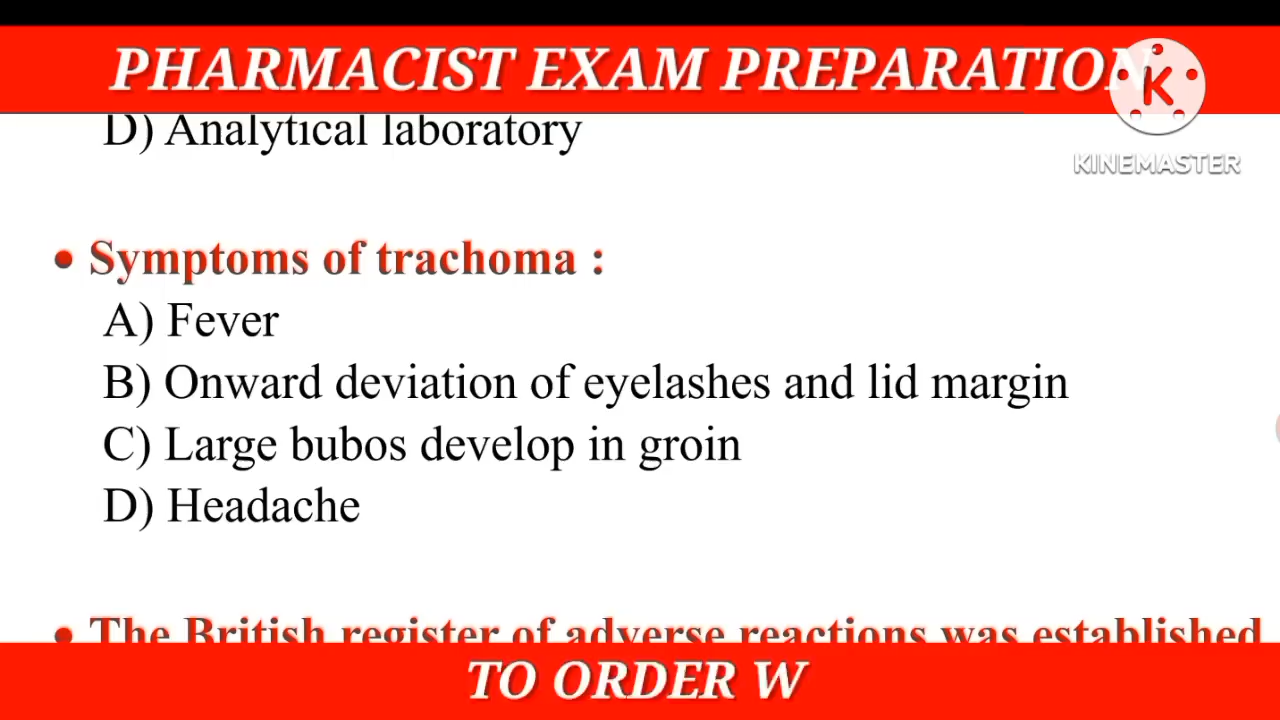 PHARMACIST EXAM PREPARATION
K
KINEMASTER
D) Analytical laboratory
• Symptoms of trachoma :
A) Fever
B) Onward deviation of eyelashes and lid margin
C) Large bubos develop in groin
D) Headache
• The British register of adverse reactions was established
TO ORDER W